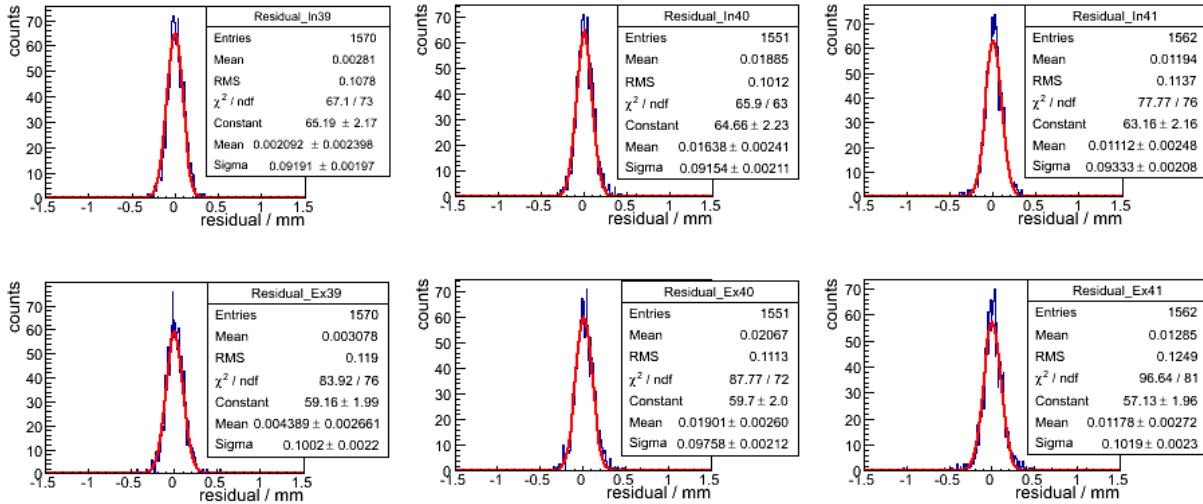 counts
70
60
50
40
30
20
10
0
-1.5 -1 -0.5 0 0.5 1 1.5
residual / mm
Residual_In39
Entries 1570
Mean 0.00281
RMS 0.1078
χ² / ndf 67.1 / 73
Constant 65.19 ± 2.17
Mean 0.002092 ± 0.002398
Sigma 0.09191 ± 0.00197
counts
70
60
50
40
30
20
10
0
-1.5 -1 -0.5 0 0.5 1 1.5
residual / mm
Residual_In40
Entries 1551
Mean 0.01885
RMS 0.1012
χ² / ndf 65.9 / 63
Constant 64.66 ± 2.23
Mean 0.01638 ± 0.00241
Sigma 0.09154 ± 0.00211
counts
70
60
50
40
30
20
10
0
-1.5 -1 -0.5 0 0.5 1 1.5
residual / mm
Residual_In41
Entries 1562
Mean 0.01194
RMS 0.1137
χ² / ndf 77.77 / 76
Constant 63.16 ± 2.16
Mean 0.01112 ± 0.00248
Sigma 0.09333 ± 0.00208
counts
70
60
50
40
30
20
10
0
-1.5 -1 -0.5 0 0.5 1 1.5
residual / mm
Residual_Ex39
Entries 1570
Mean 0.003078
RMS 0.119
χ² / ndf 83.92 / 76
Constant 59.16 ± 1.99
Mean 0.004389 ± 0.002661
Sigma 0.1002 ± 0.0022
counts
70
60
50
40
30
20
10
0
-1.5 -1 -0.5 0 0.5 1 1.5
residual / mm
Residual_Ex40
Entries 1551
Mean 0.02067
RMS 0.1113
χ² / ndf 87.77 / 72
Constant 59.7 ± 2.0
Mean 0.01901 ± 0.00260
Sigma 0.09758 ± 0.00212
counts
70
60
50
40
30
20
10
0
-1.5 -1 -0.5 0 0.5 1 1.5
residual / mm
Residual_Ex41
Entries 1562
Mean 0.01285
RMS 0.1249
χ² / ndf 96.64 / 81
Constant 57.13 ± 1.96
Mean 0.01178 ± 0.00272
Sigma 0.1019 ± 0.0023